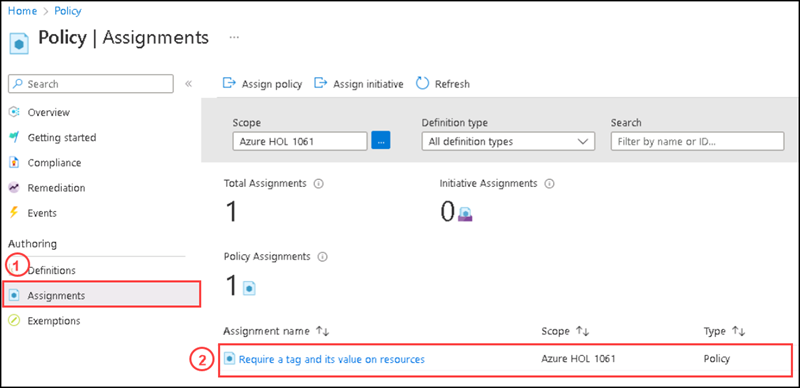 Home > Policy
Policy | Assignments ...
Search «
Assign policy Assign initiative Refresh
Overview
Getting started
Compliance
Remediation
Events
Authoring
1
Definitions
Assignments
Exemptions
Scope Definition type Search
Azure HOL 1061 ... All definition types Filter by name or ID...
Total Assignments Initiative Assignments
1 0
Policy Assignments
1
Assignment name ↑↓ Scope ↑↓ Type ↑↓
2 Require a tag and its value on resources Azure HOL 1061 Policy